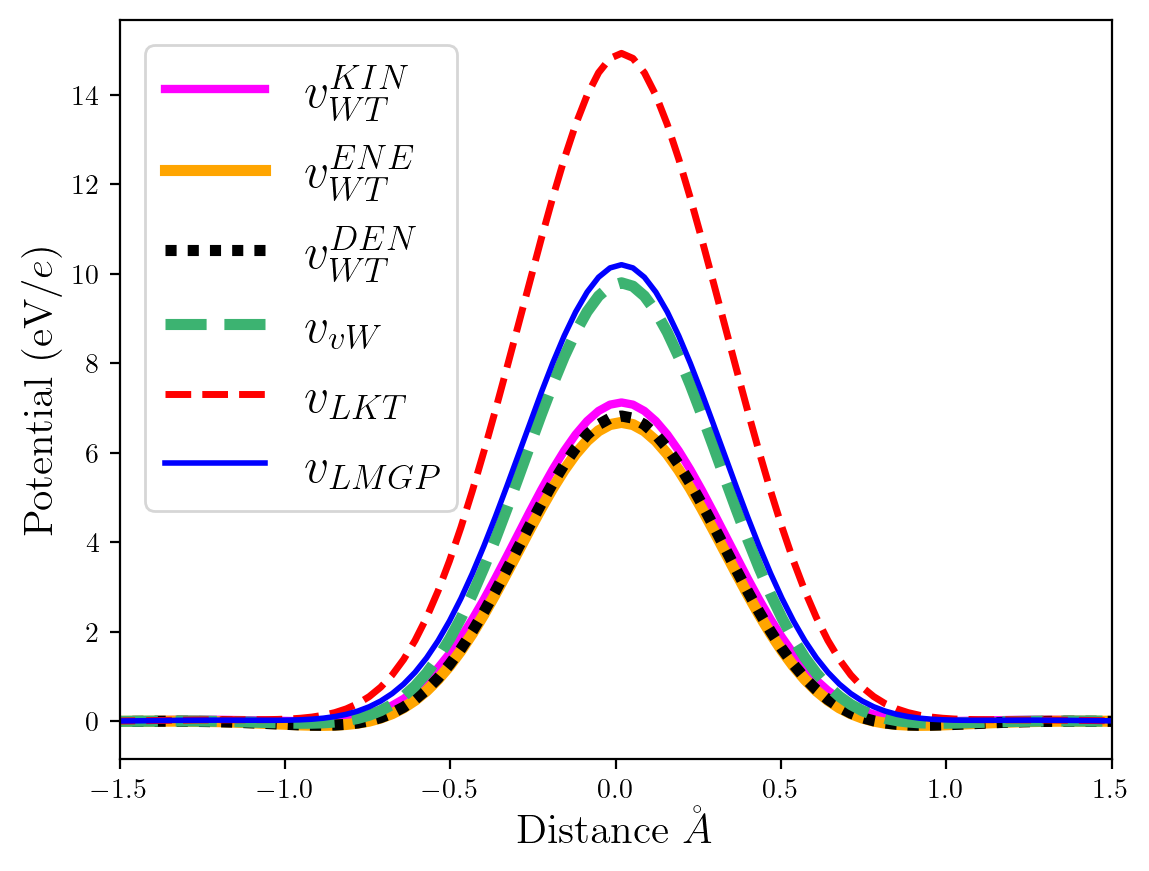 v_{WT}^{KIN}
v_{WT}^{ENE}
v_{WT}^{DEN}
v_{vW}
v_{LKT}
v_{LMGP}
Potential (eV/e)
14
12
10
8
6
4
2
0
−1.5 −1.0 −0.5 0.0 0.5 1.0 1.5
Distance Å